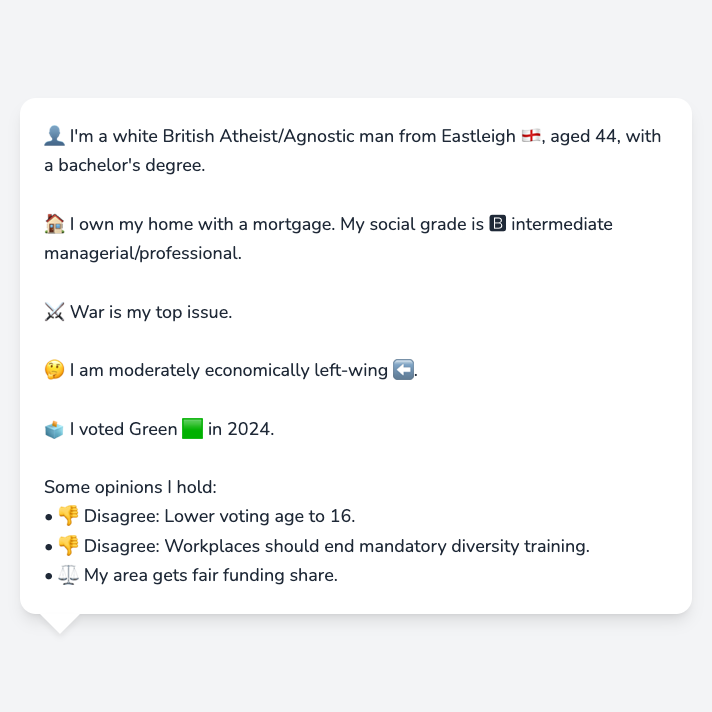 👤 I'm a white British Atheist/Agnostic man from Eastleigh 🏴󠁧󠁢󠁥󠁮󠁧󠁿, aged 44, with
a bachelor's degree.
🏠 I own my home with a mortgage. My social grade is 🅱 intermediate
managerial/professional.
⚔️ War is my top issue.
🤔 I am moderately economically left-wing ⬅️.
🗳️ I voted Green 🟩 in 2024.
Some opinions I hold:
• 👎 Disagree: Lower voting age to 16.
• 👎 Disagree: Workplaces should end mandatory diversity training.
• ⚖️ My area gets fair funding share.